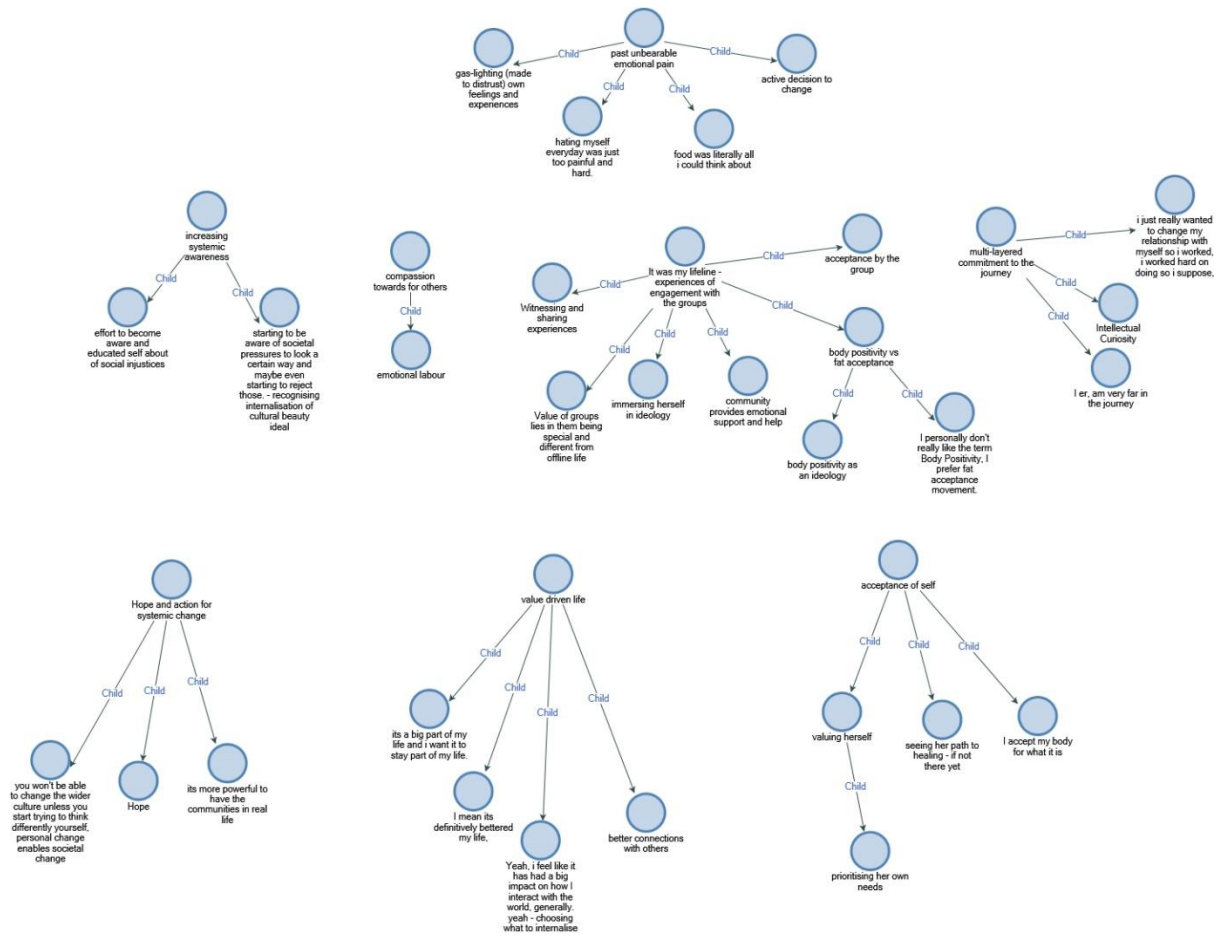 past unbearable
emotional pain
Child
Child
Child
Child
gas-lighting (made
to distrust) own
feelings and
experiences
active decision to
change
hating myself
everyday was just
too painful and
hard.
food was literally all
i could think about
increasing
systemic
awareness
Child
Child
effort to become
aware and
educated self about
of social injustices
starting to be
aware of societal
pressures to look a
certain way and
maybe even
starting to reject
those. - recognising
internalisation of
cultural beauty
ideal
compassion
towards for others
Child
emotional labour
It was my lifeline -
experiences of
engagement with
the groups
Child
Child
Child
Child
Child
Child
acceptance by the
group
Witnessing and
sharing
experiences
Value of groups
lies in them being
special and
different from
offline life
immersing herself
in ideology
community
provides emotional
support and help
body positivity vs
fat acceptance
Child
Child
body positivity as
an ideology
I personally don't
really like the term
Body Positivity, I
prefer fat
acceptance
movement.
multi-layered
commitment to the
journey
Child
Child
Child
i just really wanted
to change my
relationship with
myself so i worked,
i worked hard on
doing so i suppose,
Intellectual
Curiosity
I er, am very far in
the journey
Hope and action for
systemic change
Child
Child
Child
you won't be able
to change the wider
culture unless you
start trying to think
differently yourself,
personal change
enables societal
change
Hope
its more powerful to
have the
communities in real
life
value driven life
Child
Child
Child
Child
its a big part of my
life and i want it to
stay part of my life.
I mean its
definitively bettered
my life,
Yeah, i feel like it
has had a big
impact on how I
interact with the
world, generally.
yeah - choosing
what to internalise
better connections
with others
acceptance of self
Child
Child
Child
valuing herself
seeing her path to
healing - if not
there yet
I accept my body
for what it is
Child
prioritising her own
needs